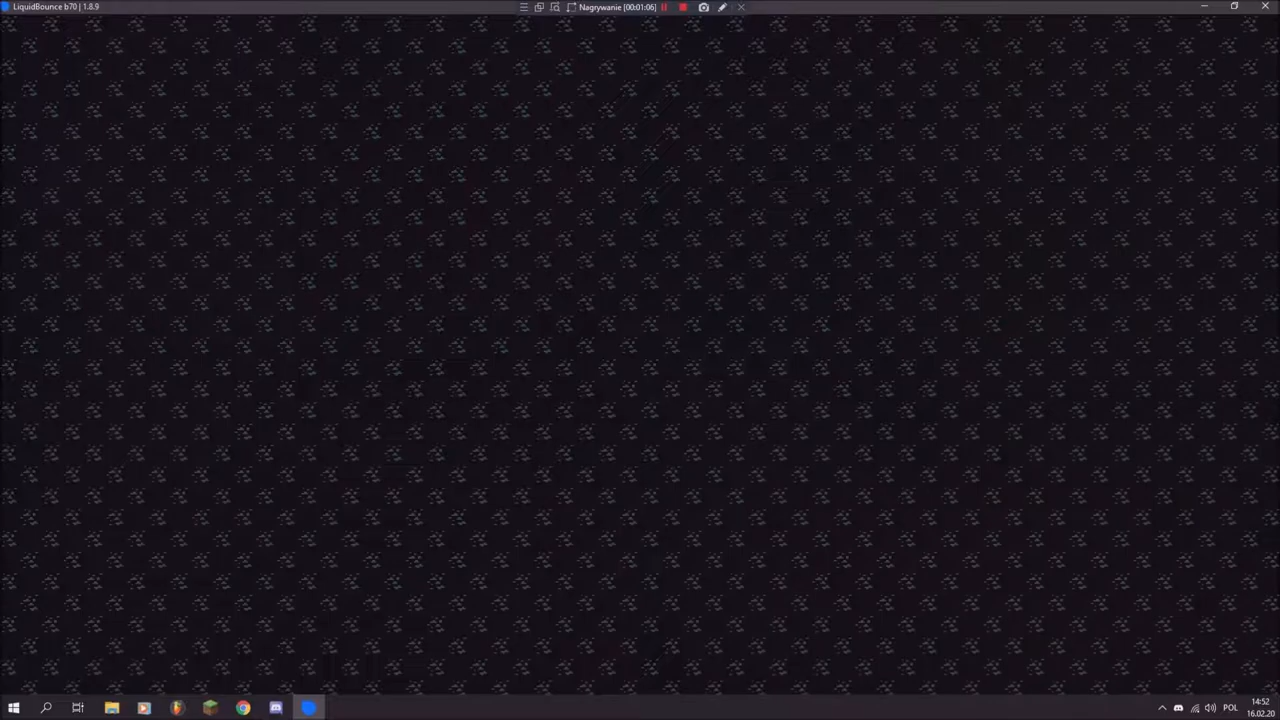 LiquidBounce b70 | 1.8.9
Nagrywanie [00:01:06]
POL
14:52
16.02.20